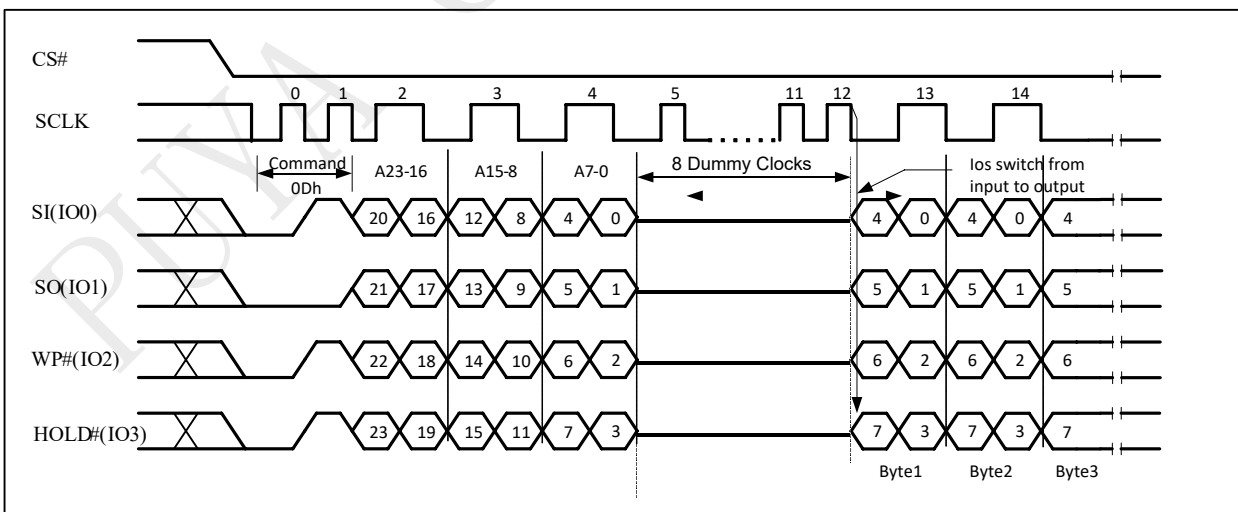 PUYA
CS#
0 1 2 3 4 5 11 12 13 14
SCLK
Command
0Dh
A23-16 A15-8 A7-0 8 Dummy Clocks
Ios switch from
input to output
SI(IO0) 20 16 12 8 4 0 4 0 4 0 4
SO(IO1) 21 17 13 9 5 1 5 1 5 1 5
WP#(IO2) 22 18 14 10 6 2 6 2 6 2 6
HOLD#(IO3) 23 19 15 11 7 3 7 3 7 3 7
Byte1 Byte2 Byte3